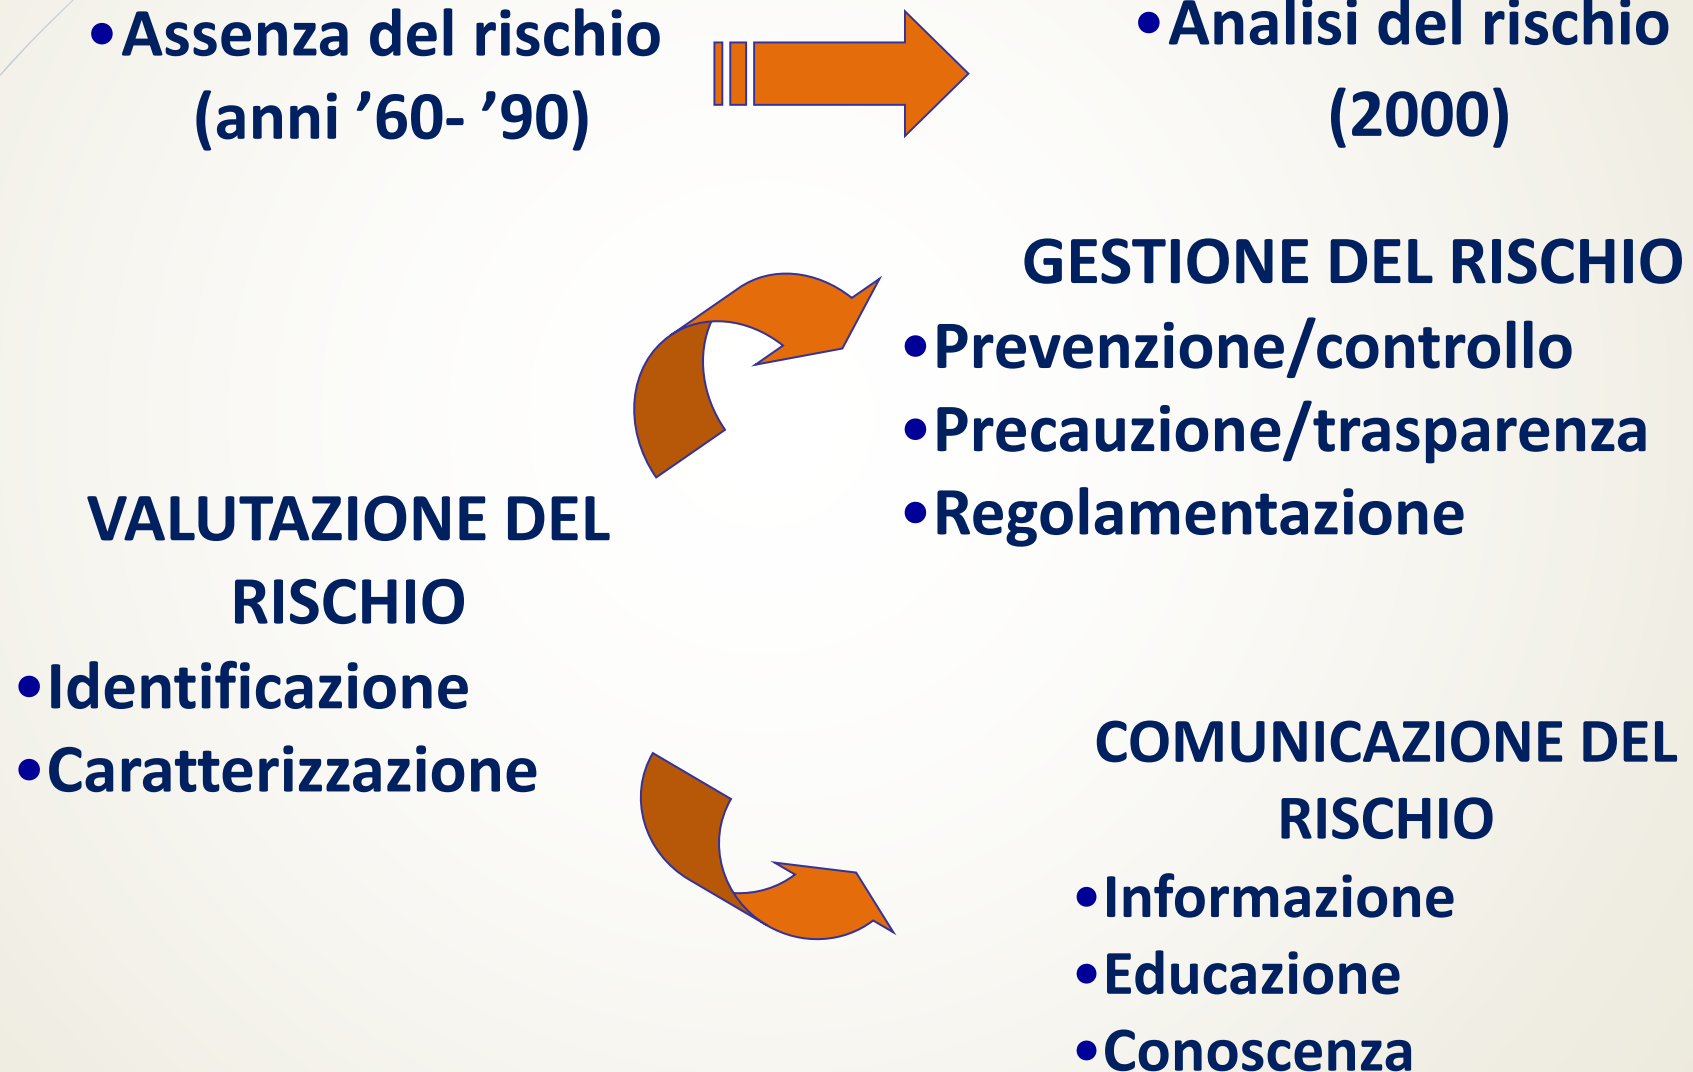 •Assenza del rischio
(anni ’60- ’90)
•Analisi del rischio
(2000)
GESTIONE DEL RISCHIO
•Prevenzione/controllo
•Precauzione/trasparenza
•Regolamentazione
VALUTAZIONE DEL
RISCHIO
•Identificazione
•Caratterizzazione
COMUNICAZIONE DEL
RISCHIO
•Informazione
•Educazione
•Conoscenza